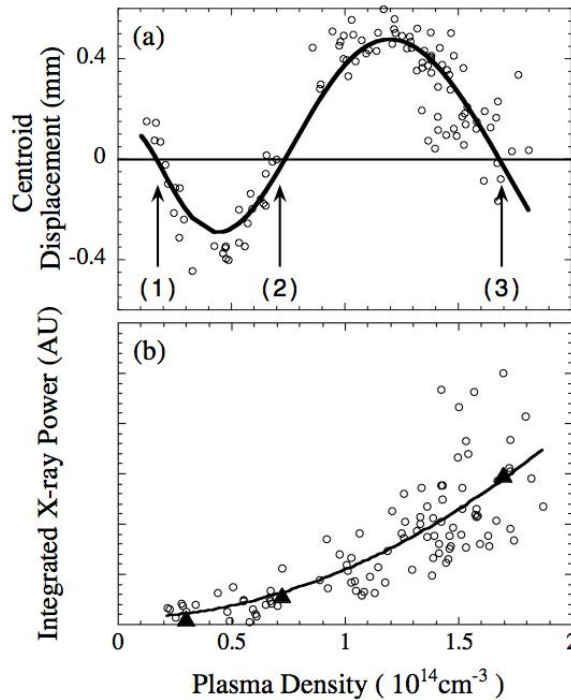 (a)
Centroid
Displacement (mm)
0.4
0
-0.4
(1)
(2)
(3)
(b)
Integrated X-ray Power (AU)
0 0.5 1 1.5 2
Plasma Density ( 10¹⁴cm⁻³ )